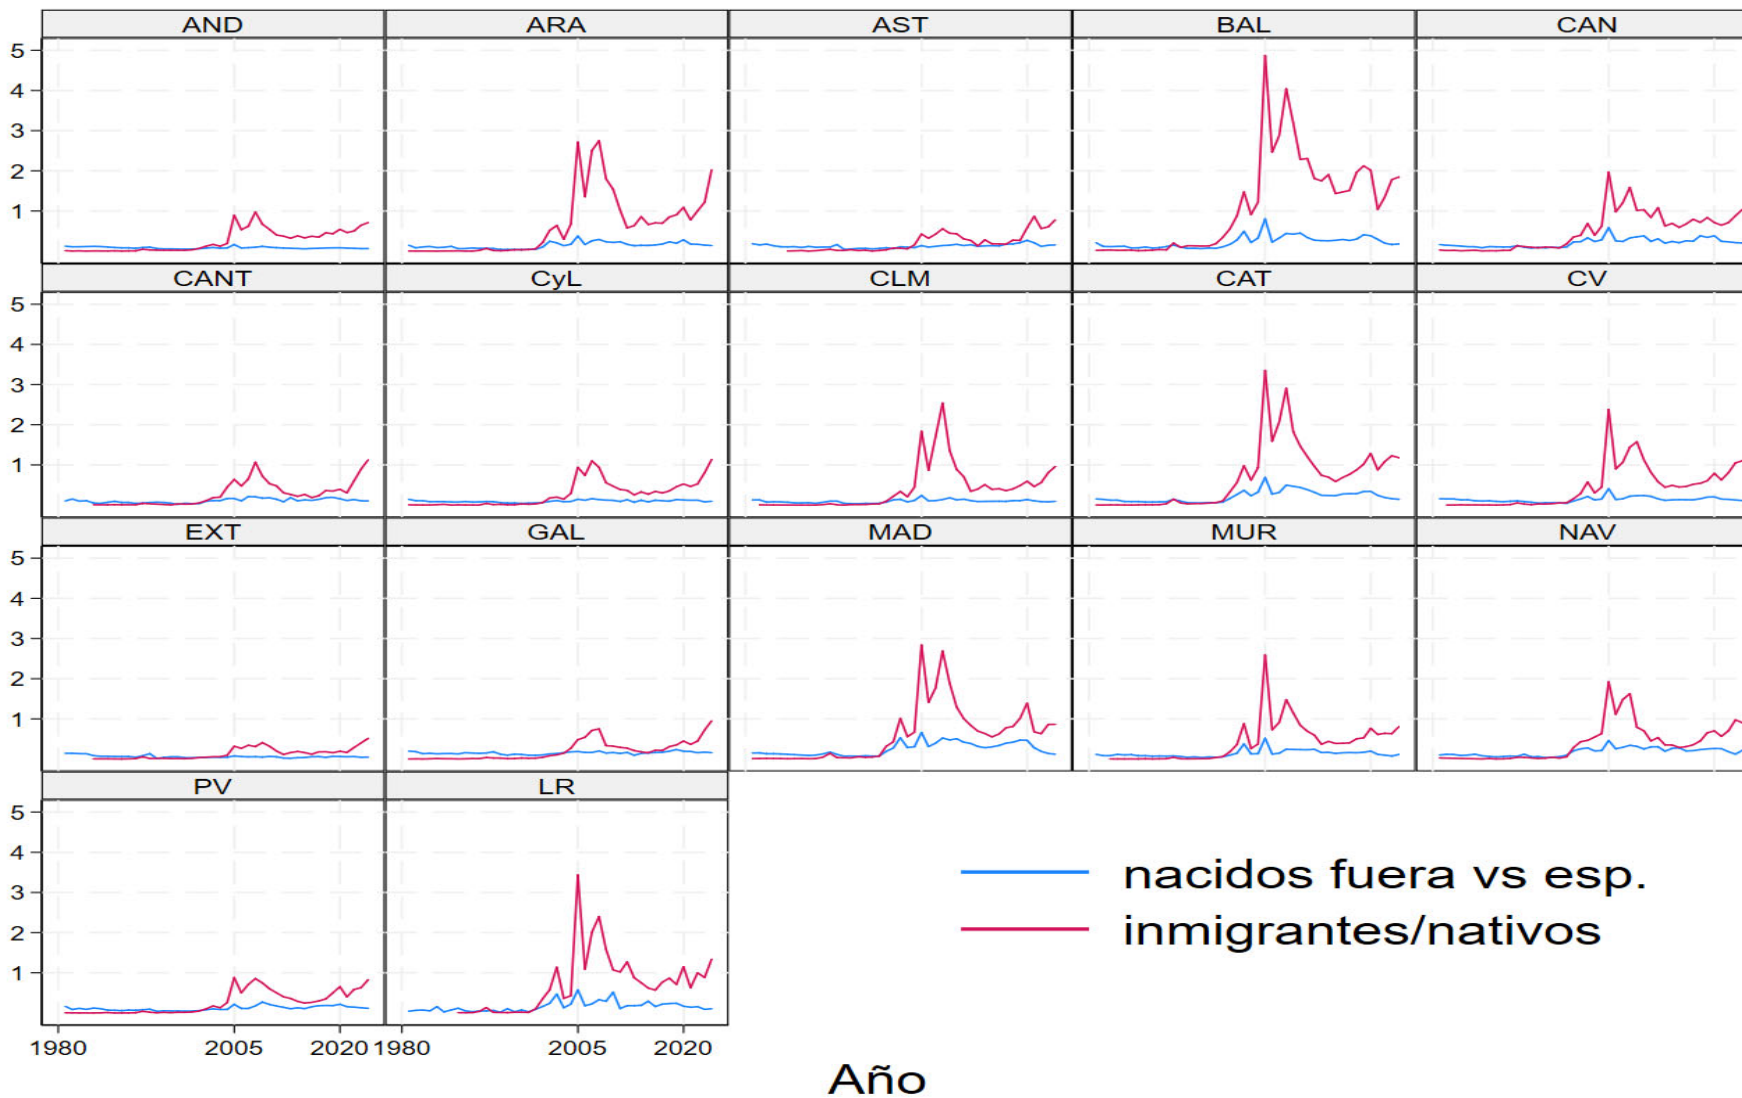 AND ARA AST BAL CAN
5
4
3
2
1
CANT CyL CLM CAT CV
5
4
3
2
1
EXT GAL MAD MUR NAV
5
4
3
2
1
PV LR
5
4
3
2
1
nacidos fuera vs esp.
inmigrantes/nativos
1980 2005 2020 1980 2005 2020
Año